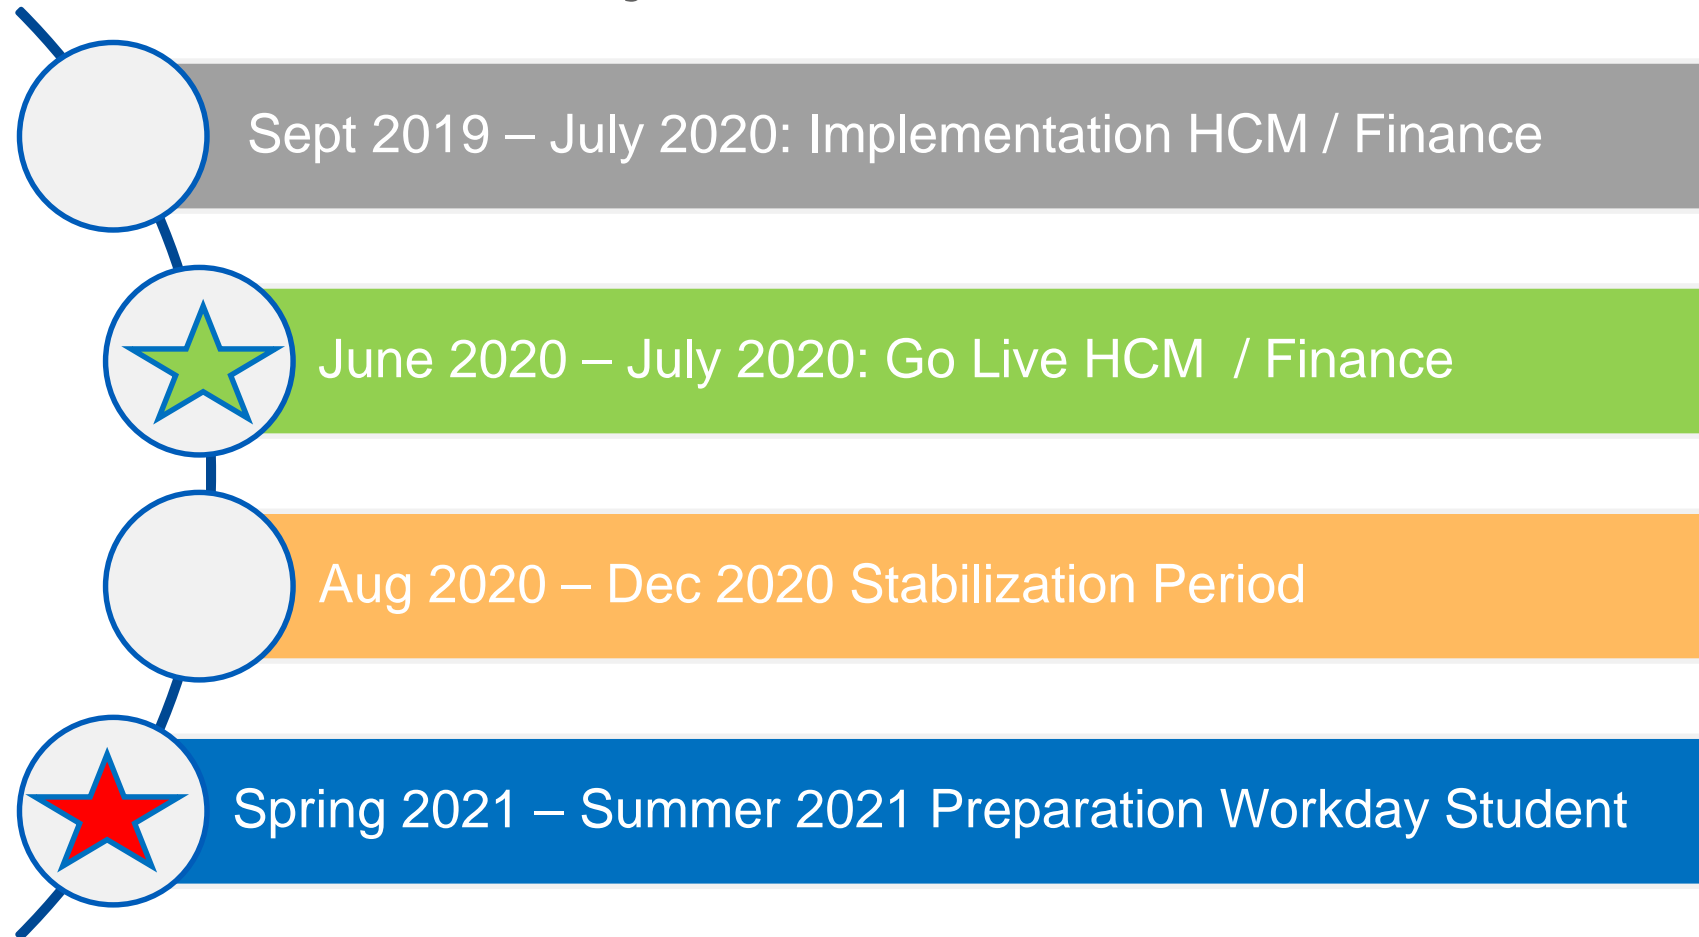 Sept 2019 – July 2020: Implementation HCM / Finance
June 2020 – July 2020: Go Live HCM  / Finance
Aug 2020 – Dec 2020 Stabilization Period
Spring 2021 – Summer 2021 Preparation Workday Student